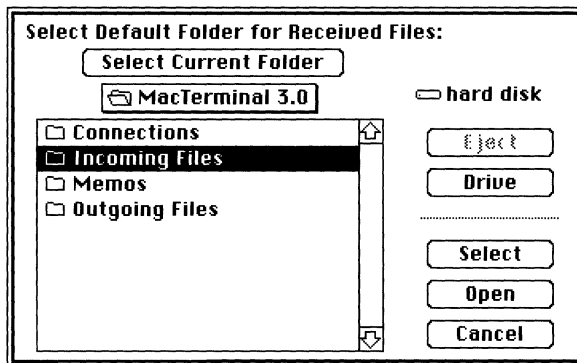 Select Default Folder for Received Files:
Select Current Folder
MacTerminal 3.0
hard disk
Connections
Incoming Files
Memos
Outgoing Files
Eject
Drive
Select
Open
Cancel